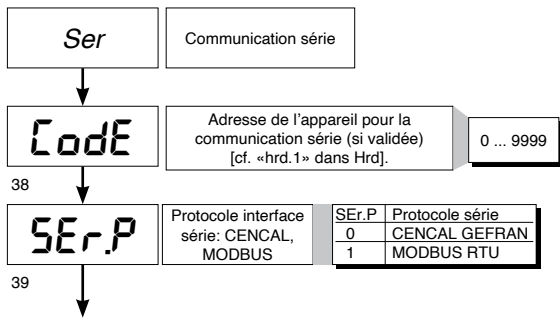 Ser
Communication série
CodE
Adresse de l'appareil pour la
communication série (si validée)
[cf. «hrd.1» dans Hrd].
0 ... 9999
38
SEr.P
Protocole interface
série: CENCAL,
MODBUS
SEr.P Protocole série
0 CENCAL GEFRAN
1 MODBUS RTU
39